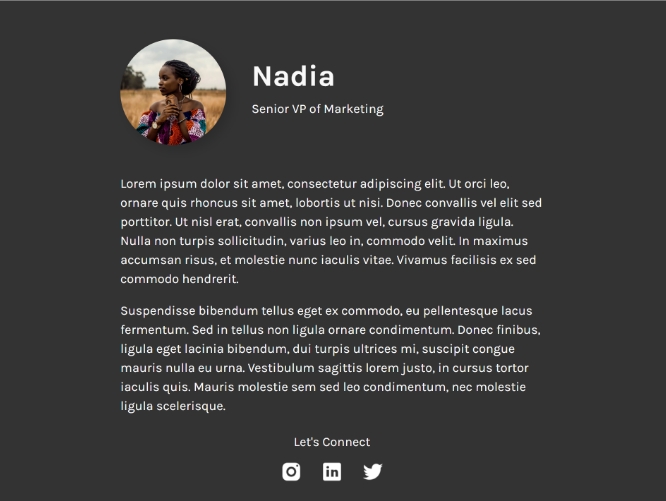 Nadia
Senior VP of Marketing
Lorem ipsum dolor sit amet, consectetur adipiscing elit. Ut orci leo,
ornare quis rhoncus sit amet, lobortis ut nisi. Donec convallis vel elit sed
porttitor. Ut nisl erat, convallis non ipsum vel, cursus gravida ligula.
Nulla non turpis sollicitudin, varius leo in, commodo velit. In maximus
accumsan risus, et molestie nunc iaculis vitae. Vivamus facilisis ex sed
commodo hendrerit.
Suspendisse bibendum tellus eget ex commodo, eu pellentesque lacus
fermentum. Sed in tellus non ligula ornare condimentum. Donec finibus,
ligula eget lacinia bibendum, dui turpis ultrices mi, suscipit congue
mauris nulla eu urna. Vestibulum sagittis lorem justo, in cursus tortor
iaculis quis. Mauris molestie sem sed leo condimentum, nec molestie
ligula scelerisque.
Let's Connect
in